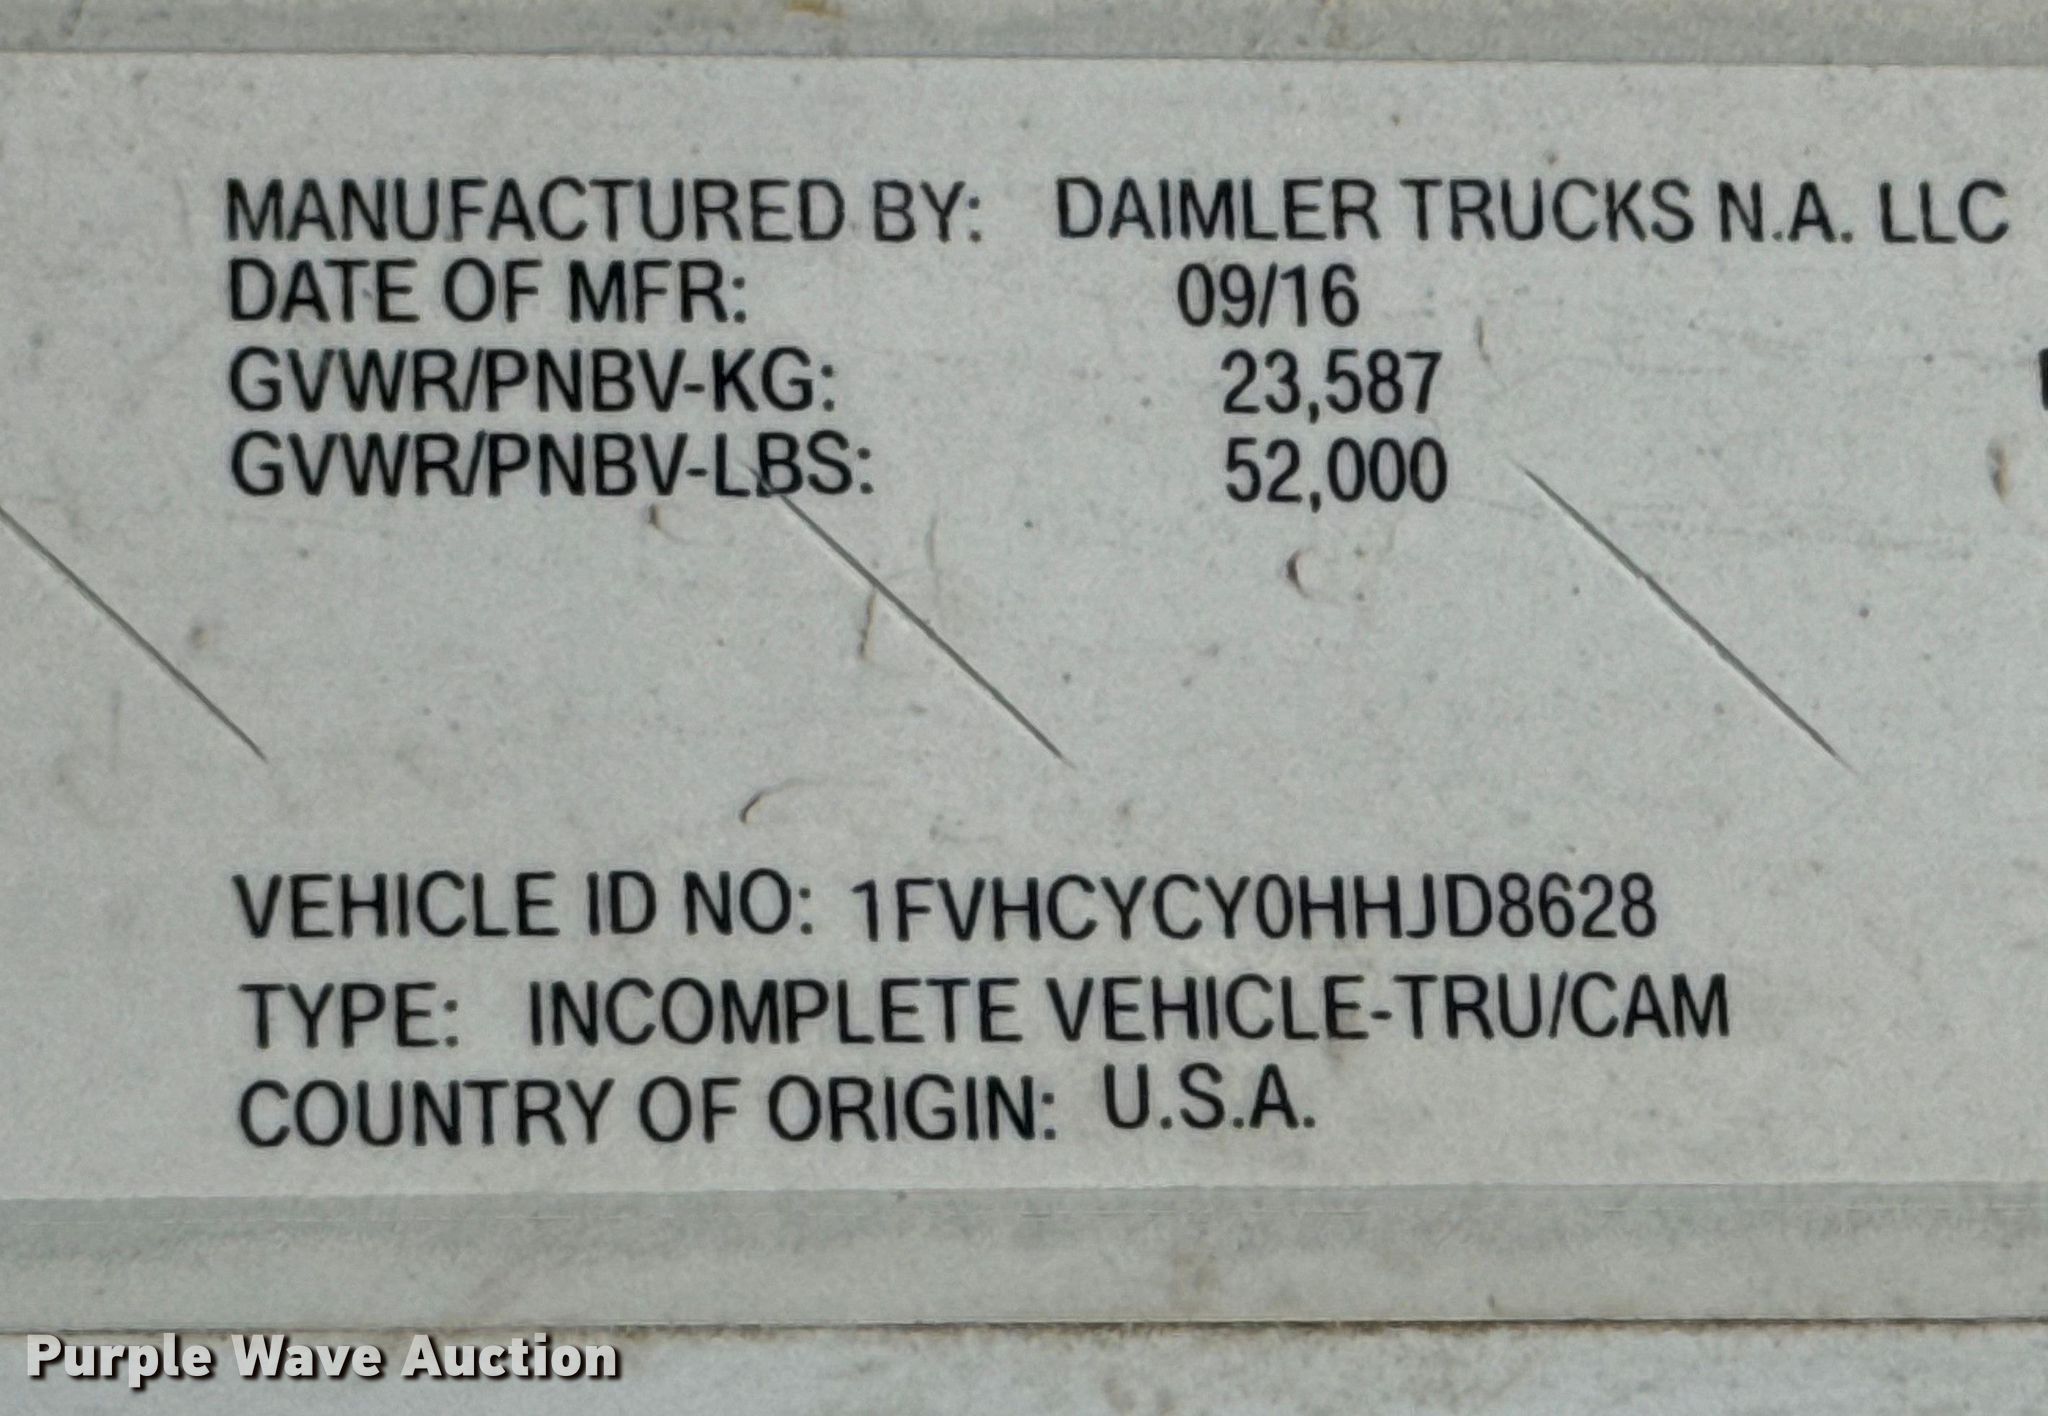 MANUFACTURED BY: DAIMLER TRUCKS N.A. LLC
DATE OF MFR: 09/16
GVWR/PNBV-KG: 23,587
GVWR/PNBV-LBS: 52,000
VEHICLE ID NO: 1FVHCYCY0HHJD8628
TYPE: INCOMPLETE VEHICLE-TRU/CAM
COUNTRY OF ORIGIN: U.S.A.
Purple Wave Auction